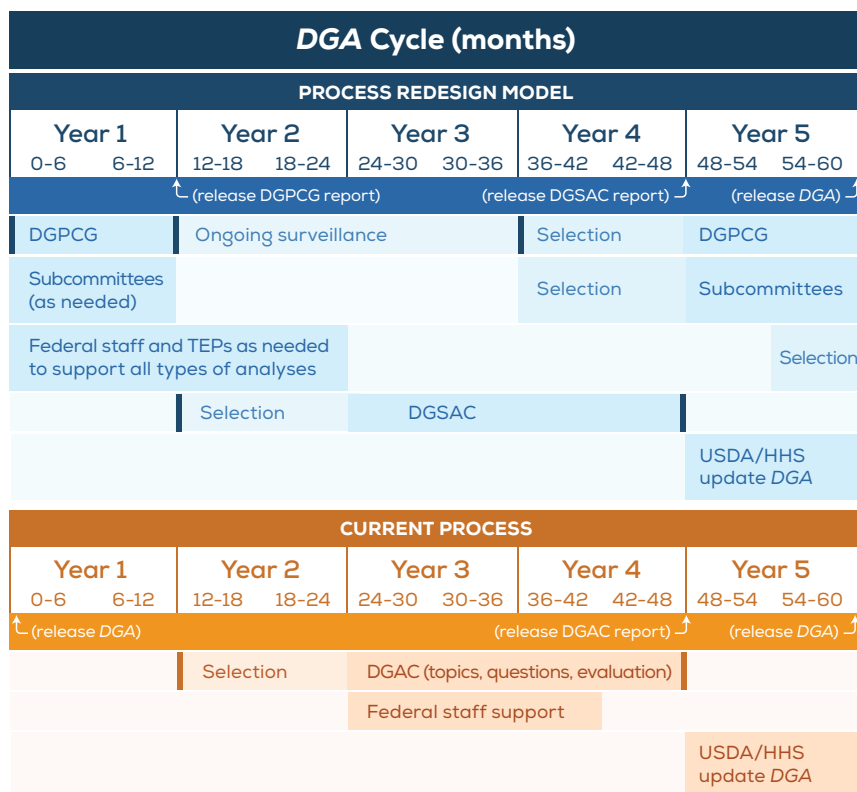 DGA Cycle (months)
PROCESS REDESIGN MODEL
Year 1 Year 2 Year 3 Year 4 Year 5
0-6 6-12 12-18 18-24 24-30 30-36 36-42 42-48 48-54 54-60
(release DGPCG report) (release DGSAC report) (release DGA)
DGPCG Ongoing surveillance Selection DGPCG
Subcommittees
(as needed)
Selection Subcommittees
Federal staff and TEPs as needed
to support all types of analyses
Selection
Selection DGSAC
USDA/HHS
update DGA
CURRENT PROCESS
Year 1 Year 2 Year 3 Year 4 Year 5
0-6 6-12 12-18 18-24 24-30 30-36 36-42 42-48 48-54 54-60
(release DGA) (release DGAC report) (release DGA)
Selection DGAC (topics, questions, evaluation)
Federal staff support
USDA/HHS
update DGA